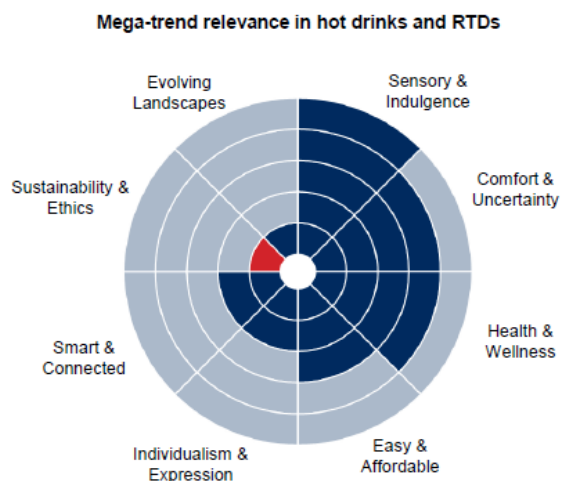 Mega-trend relevance in hot drinks and RTDs
Evolving
Landscapes
Sensory &
Indulgence
Sustainability &
Ethics
Comfort &
Uncertainty
Smart &
Connected
Health &
Wellness
Individualism &
Expression
Easy &
Affordable